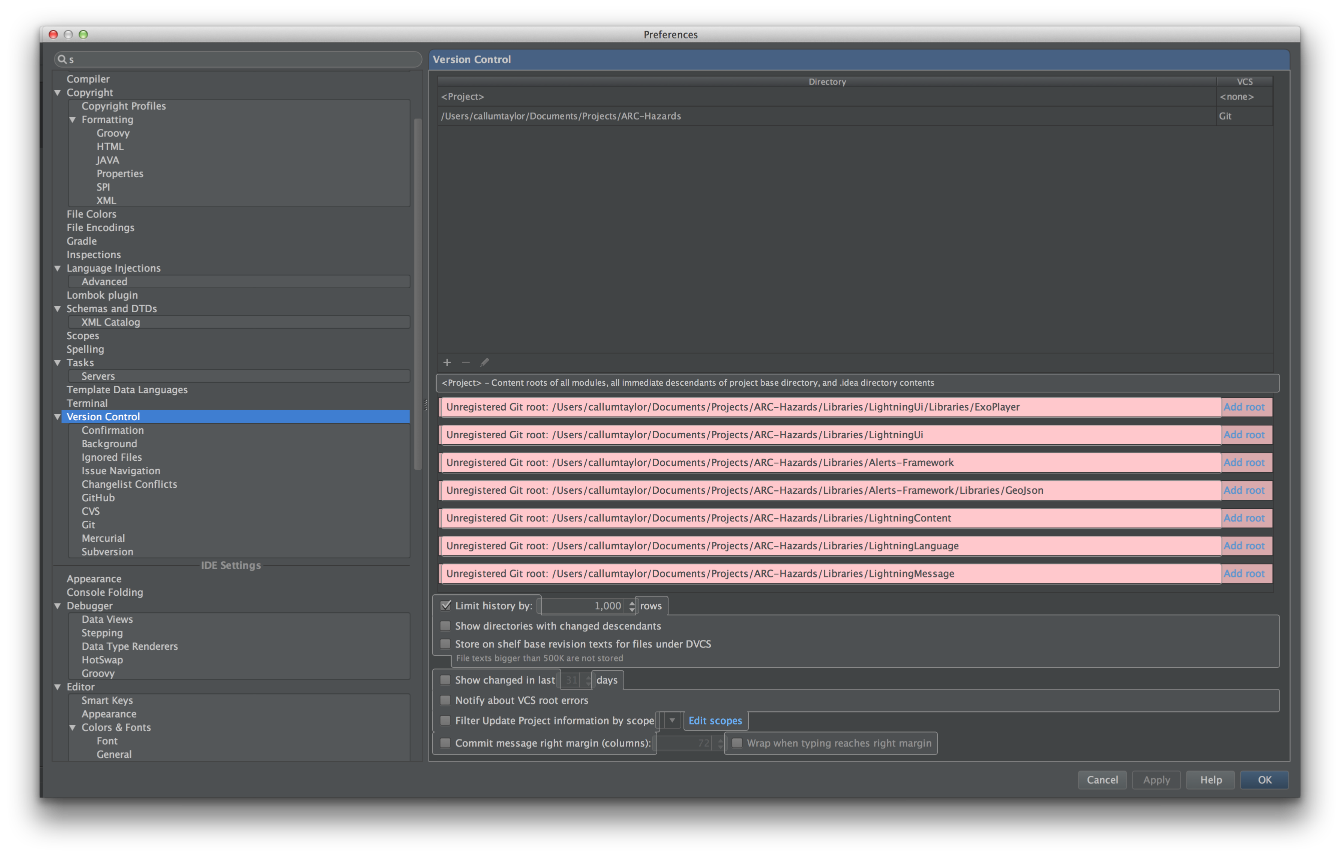 Preferences
s
Compiler
Copyright
Copyright Profiles
Formatting
Groovy
HTML
JAVA
Properties
SPI
XML
File Colors
File Encodings
Gradle
Inspections
Language Injections
Advanced
Lombok plugin
Schemas and DTDs
XML Catalog
Scopes
Spelling
Tasks
Servers
Template Data Languages
Terminal
Version Control
Confirmation
Background
Ignored Files
Issue Navigation
Changelist Conflicts
GitHub
CVS
Git
Mercurial
Subversion
IDE Settings
Appearance
Console Folding
Debugger
Data Views
Stepping
Data Type Renderers
HotSwap
Groovy
Editor
Smart Keys
Appearance
Colors & Fonts
Font
General
Version Control
Directory VCS
<Project> <none>
/Users/callumtaylor/Documents/Projects/ARC-Hazards Git
<Project> – Content roots of all modules, all immediate descendants of project base directory, and .idea directory contents
Unregistered Git root: /Users/callumtaylor/Documents/Projects/ARC-Hazards/Libraries/LightningUi/Libraries/ExoPlayer Add root
Unregistered Git root: /Users/callumtaylor/Documents/Projects/ARC-Hazards/Libraries/LightningUi Add root
Unregistered Git root: /Users/callumtaylor/Documents/Projects/ARC-Hazards/Libraries/Alerts-Framework Add root
Unregistered Git root: /Users/callumtaylor/Documents/Projects/ARC-Hazards/Libraries/Alerts-Framework/Libraries/GeoJson Add root
Unregistered Git root: /Users/callumtaylor/Documents/Projects/ARC-Hazards/Libraries/LightningContent Add root
Unregistered Git root: /Users/callumtaylor/Documents/Projects/ARC-Hazards/Libraries/LightningLanguage Add root
Unregistered Git root: /Users/callumtaylor/Documents/Projects/ARC-Hazards/Libraries/LightningMessage Add root
Limit history by: 1,000 rows
Show directories with changed descendants
Store on shelf base revision texts for files under DVCS
File texts bigger than 500K are not stored
Show changed in last 31 days
Notify about VCS root errors
Filter Update Project information by scope Edit scopes
Commit message right margin (columns): 72 Wrap when typing reaches right margin
Cancel Apply Help OK